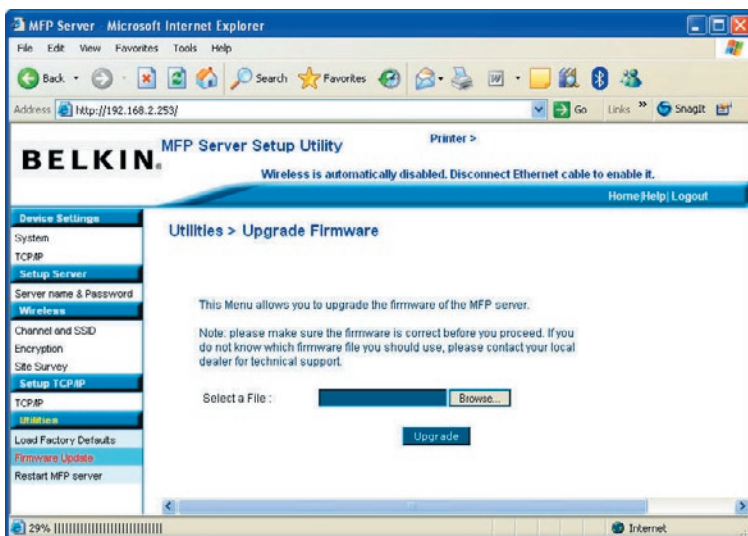 MFP Server - Microsoft Internet Explorer
File Edit View Favorites Tools Help
Back Search Favorites
Address http://192.168.2.253/ Go Links » SnagIt
BELKIN.
MFP Server Setup Utility Printer >
Wireless is automatically disabled. Disconnect Ethernet cable to enable it.
Home|Help| Logout
Device Settings
System
TCP/IP
Setup Server
Server name & Password
Wireless
Channel and SSID
Encryption
Site Survey
Setup TCP/IP
TCP/IP
Utilities
Load Factory Defaults
Firmware Update
Restart MFP server
Utilities > Upgrade Firmware
This Menu allows you to upgrade the firmware of the MFP server.
Note: please make sure the firmware is correct before you proceed. If you
do not know which firmware file you should use, please contact your local
dealer for technical support.
Select a File : Browse...
Upgrade
29% ||||||||||||||||||||||||||| Internet